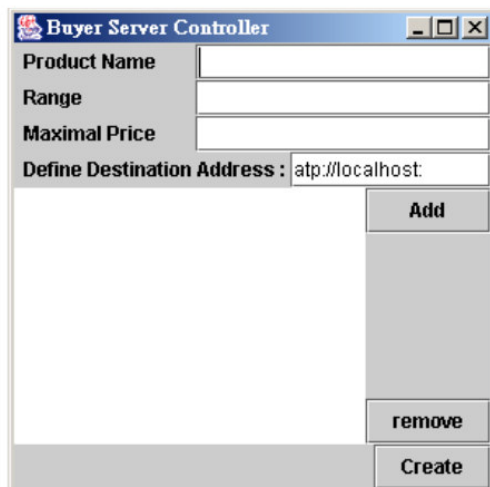 Buyer Server Controller
Product Name
Range
Maximal Price
Define Destination Address : atp://localhost:
Add
remove
Create